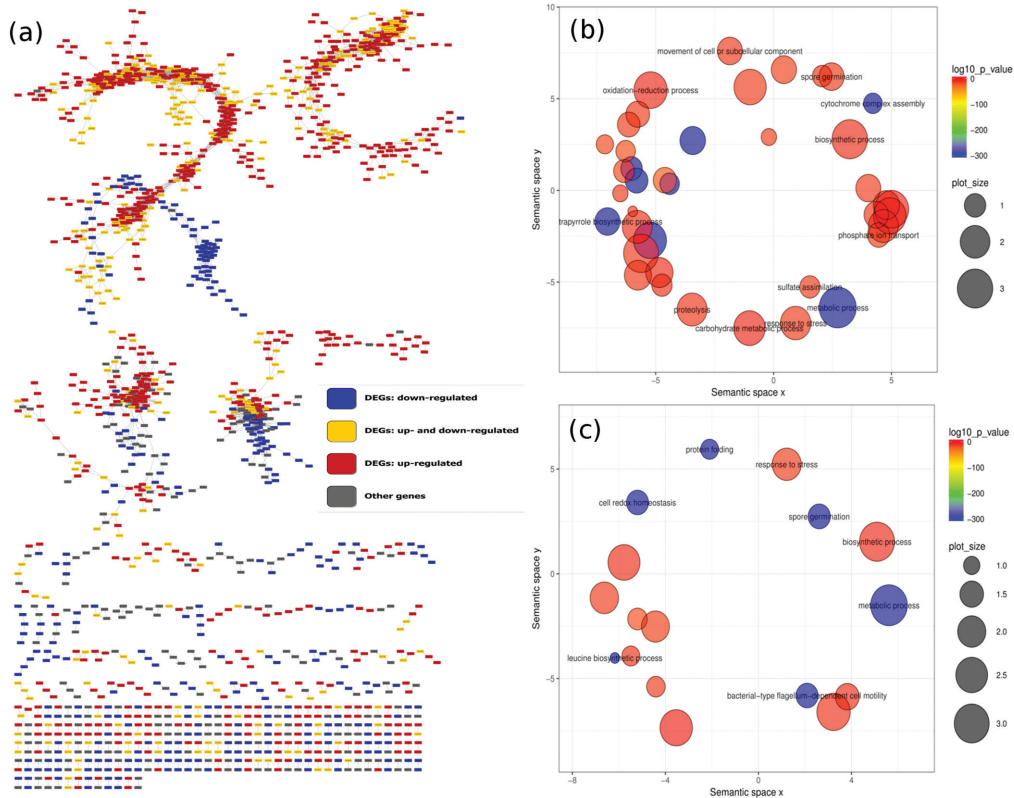 (a)
DEGs: down-regulated
DEGs: up- and down-regulated
DEGs: up-regulated
Other genes
(b)
10
5
0
−5
Semantic space y
−5
0
5
Semantic space x
movement of cell or subcellular component
spore germination
oxidation−reduction process
cytochrome complex assembly
biosynthetic process
trapyrrole biosynthetic process
phosphate ion transport
sulfate assimilation
metabolic process
proteolysis
response to stress
carbohydrate metabolic process
log10_p_value
0
−100
−200
−300
plot_size
1
2
3
(c)
5
0
−5
Semantic space y
−8
−4
0
4
Semantic space x
protein folding
response to stress
cell redox homeostasis
spore germination
biosynthetic process
metabolic process
leucine biosynthetic process
bacterial−type flagellum−dependent cell motility
log10_p_value
0
−100
−200
−300
plot_size
1.0
1.5
2.0
2.5
3.0